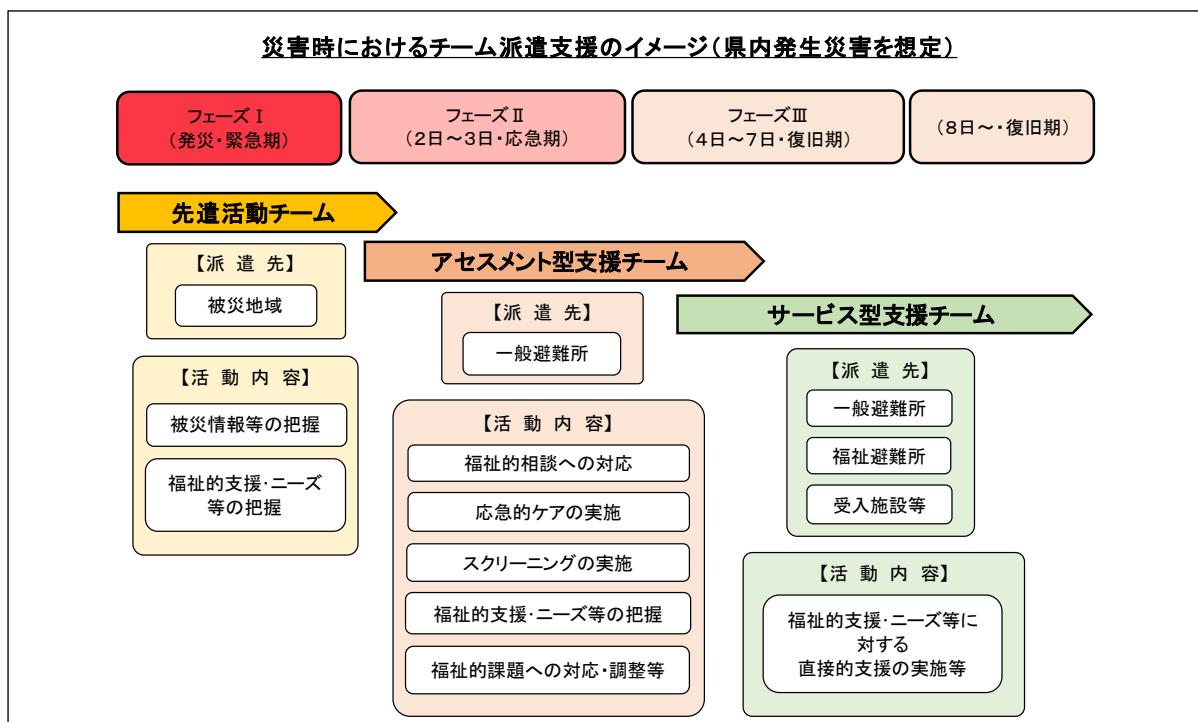 災害時におけるチーム派遣支援のイメージ(県内発生災害を想定)
フェーズⅠ
(発災・緊急期)
フェーズⅡ
(2日~3日・応急期)
フェーズⅢ
(4日~7日・復旧期)
(8日~・復旧期)
先遣活動チーム
【派 遣 先】
被災地域
【活 動 内 容】
被災情報等の把握
福祉的支援・ニーズ
等の把握
アセスメント型支援チーム
【派 遣 先】
一般避難所
【活 動 内 容】
福祉的相談への対応
応急的ケアの実施
スクリーニングの実施
福祉的支援・ニーズ等の把握
福祉的課題への対応・調整等
サービス型支援チーム
【派 遣 先】
一般避難所
福祉避難所
受入施設等
【活 動 内 容】
福祉的支援・ニーズ等に
対する
直接的支援の実施等